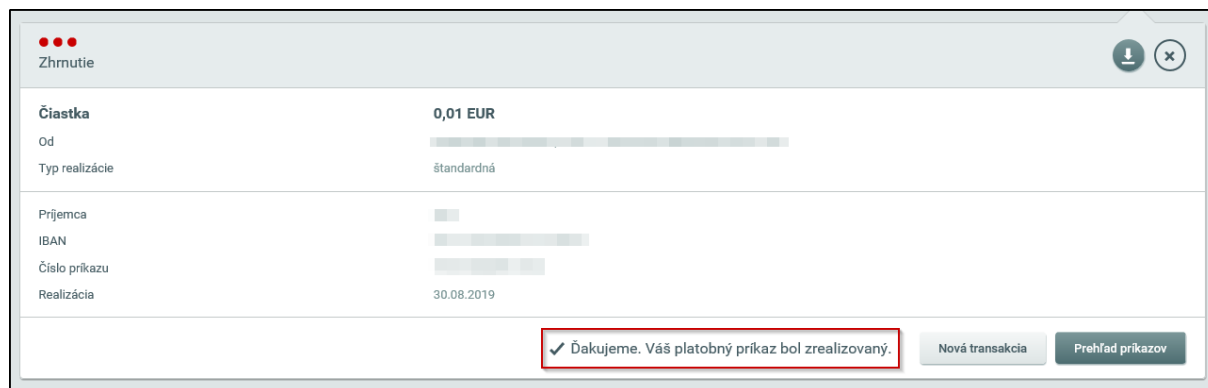 Zhrnutie
Čiastka 0,01 EUR
Od
Typ realizácie štandardná
Príjemca
IBAN
Číslo príkazu
Realizácia 30.08.2019
Ďakujeme. Váš platobný príkaz bol zrealizovaný. Nová transakcia Prehľad príkazov